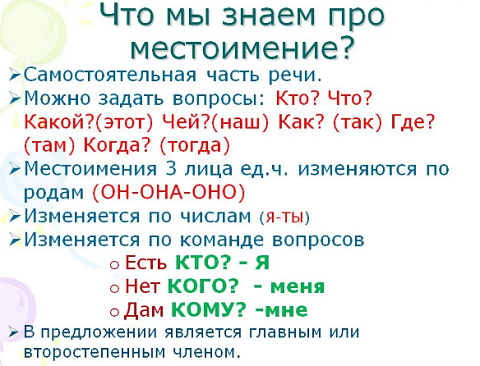 Что мы знаем про
местоимение?
Самостоятельная часть речи.
Можно задать вопросы: Кто? Что?
Какой?(этот) Чей?(наш) Как? (так) Где?
(там) Когда? (тогда)
Местоимения 3 лица ед.ч. изменяются по
родам (ОН-ОНА-ОНО)
Изменяется по числам (Я-ТЫ)
Изменяется по команде вопросов
Есть КТО? - Я
Нет КОГО? - меня
Дам КОМУ? -мне
В предложении является главным или
второстепенным членом.